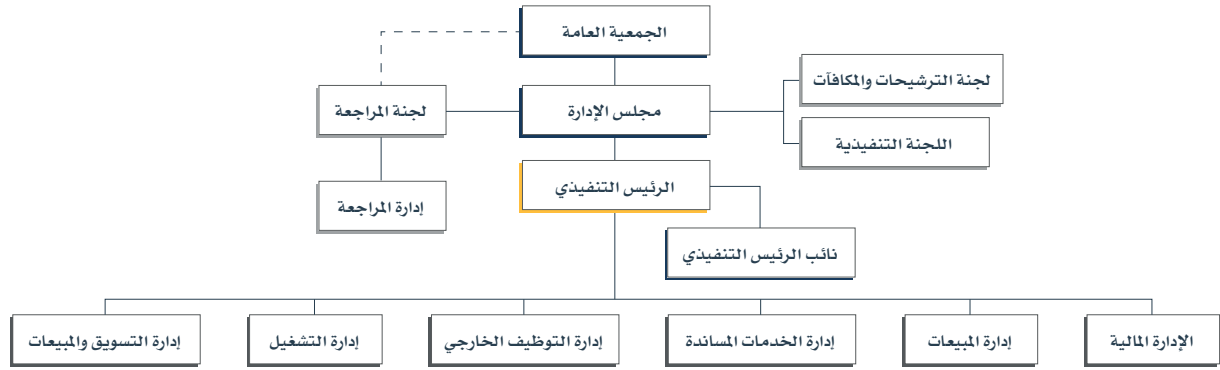 الجمعية العامة
لجنة الترشيحات والمكافآت
مجلس الإدارة
لجنة المراجعة
اللجنة التنفيذية
الرئيس التنفيذي
إدارة المراجعة
نائب الرئيس التنفيذي
الإدارة المالية
إدارة المبيعات
إدارة الخدمات المساندة
إدارة التوظيف الخارجي
إدارة التشغيل
إدارة التسويق والمبيعات